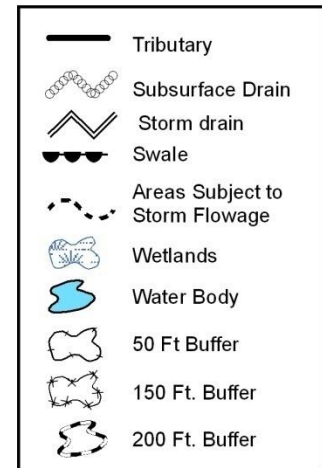 Tributary
Subsurface Drain
Storm drain
Swale
Areas Subject to
Storm Flowage
Wetlands
Water Body
50 Ft Buffer
150 Ft. Buffer
200 Ft. Buffer